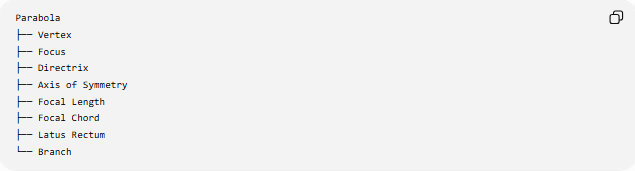 Parabola
├── Vertex
├── Focus
├── Directrix
├── Axis of Symmetry
├── Focal Length
├── Focal Chord
├── Latus Rectum
└── Branch